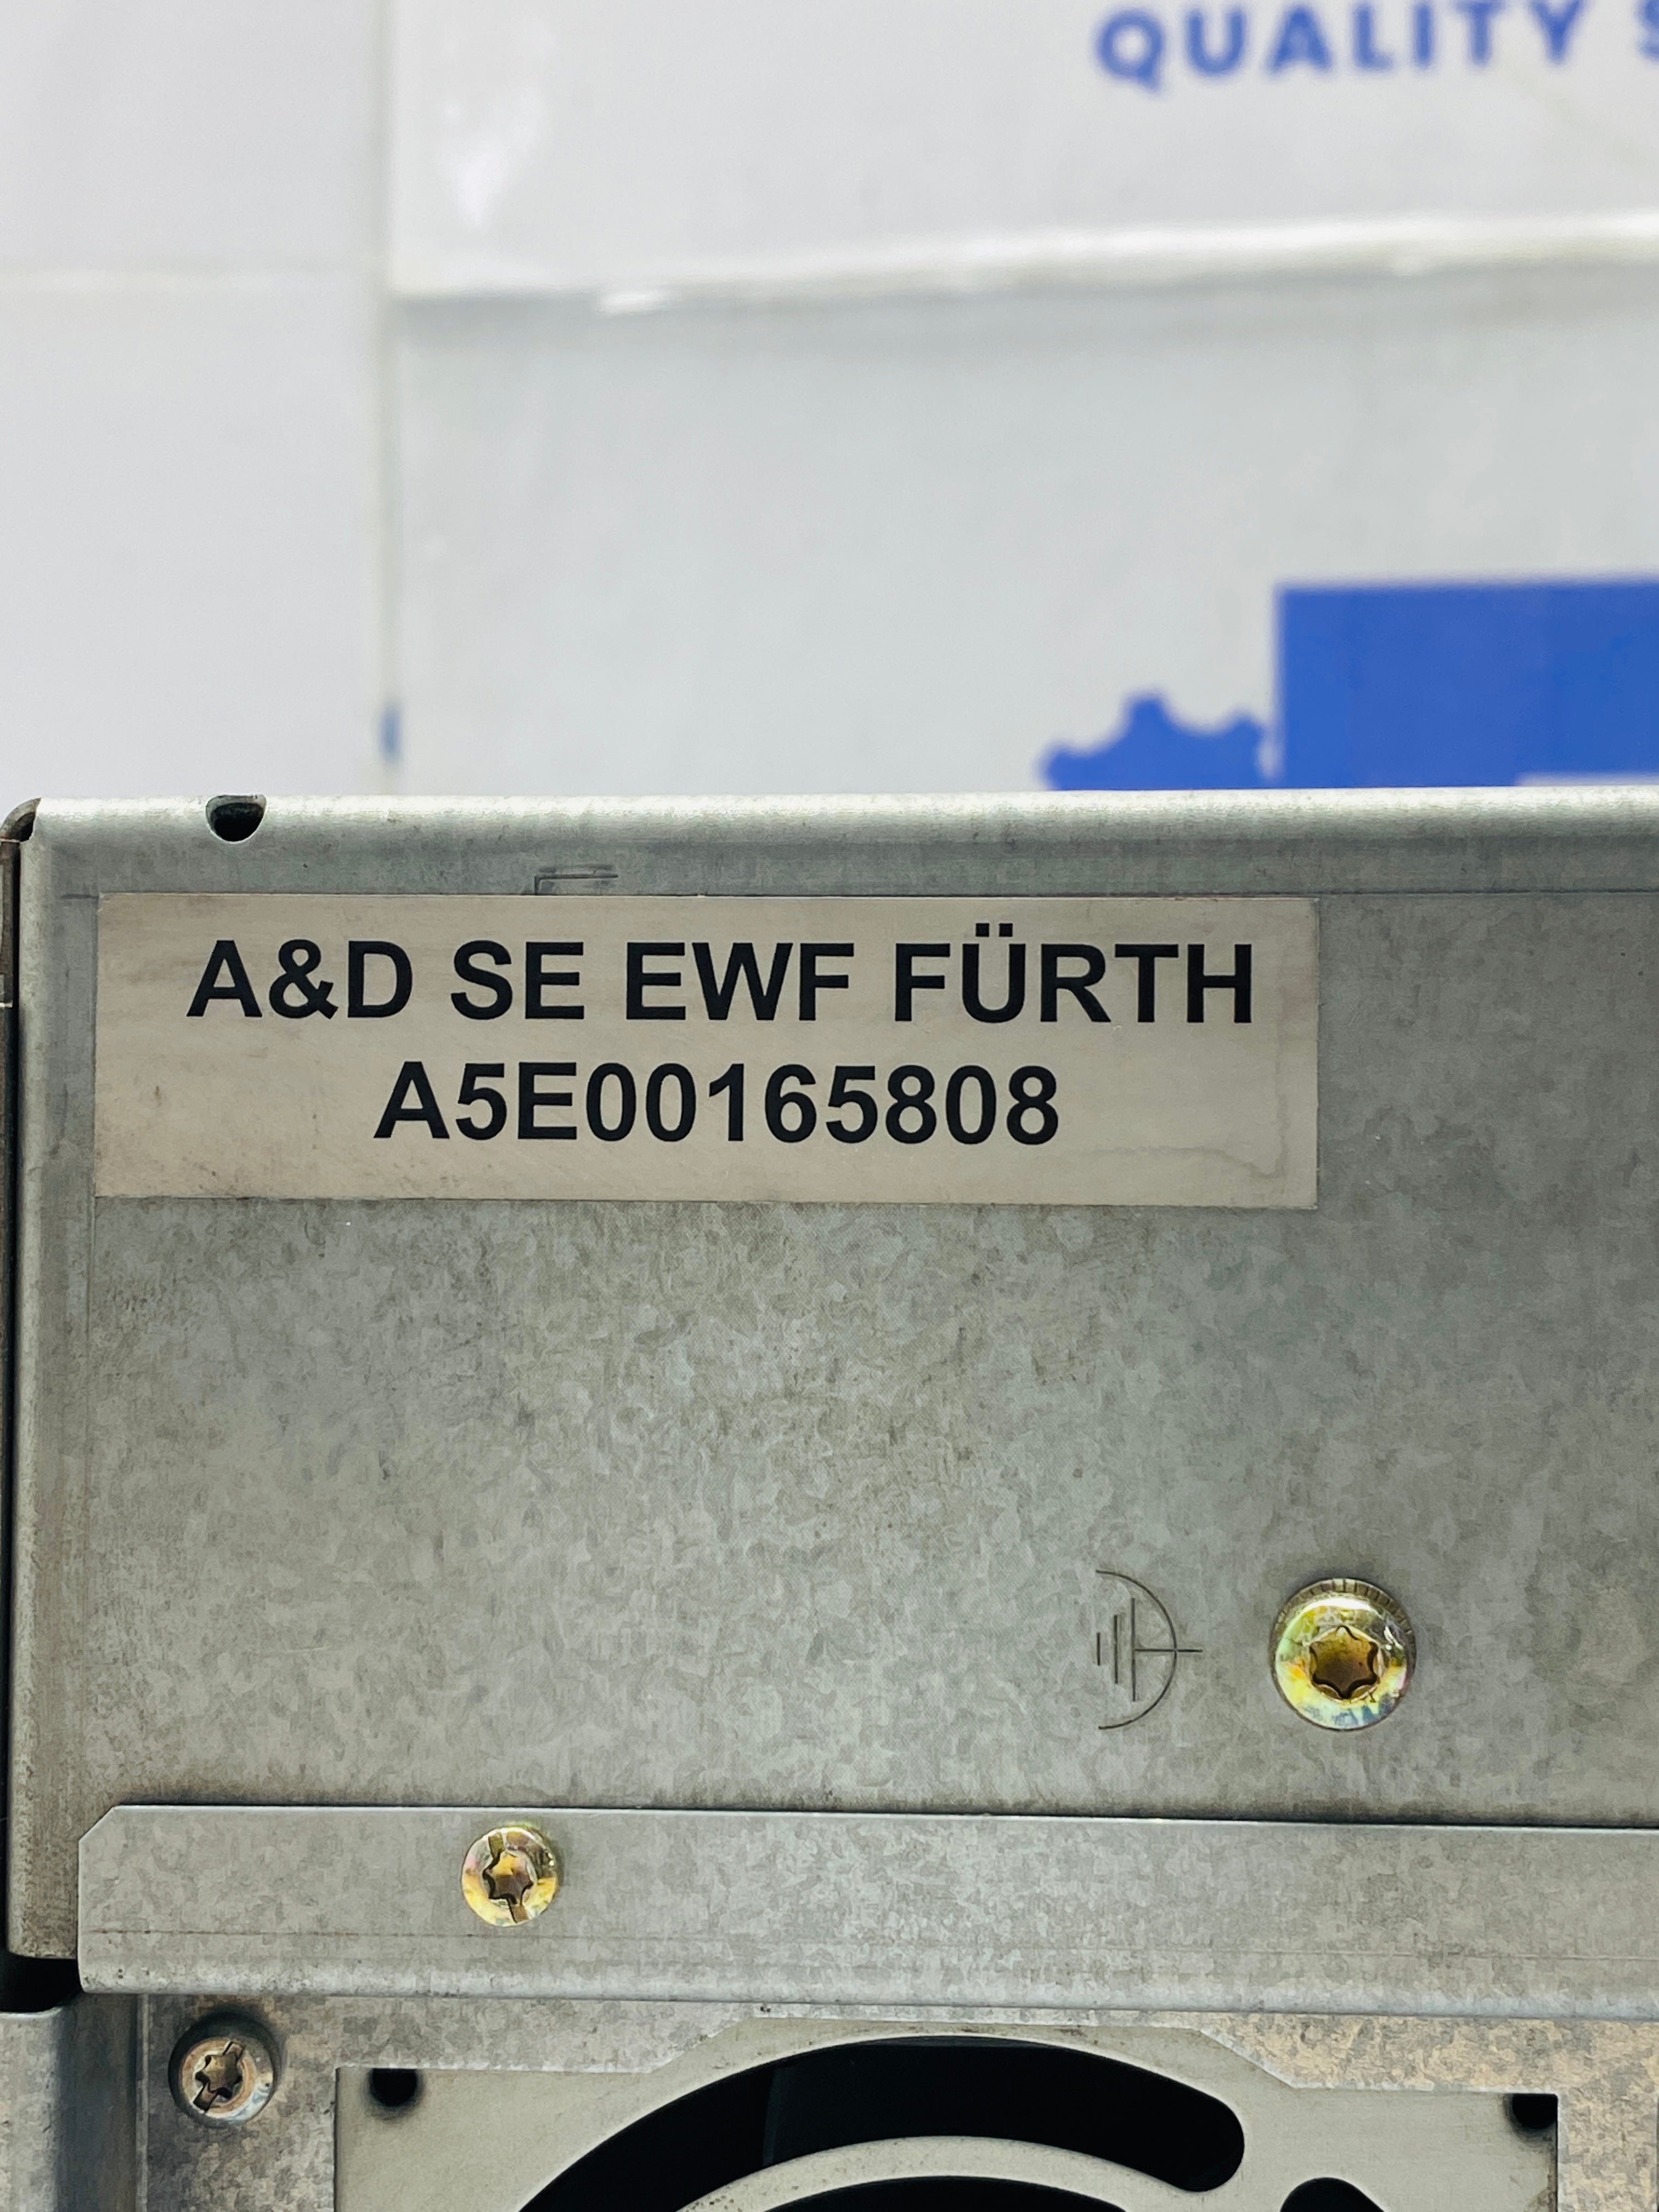 QUALITY
A&D SE EWF FÜRTH
A5E00165808